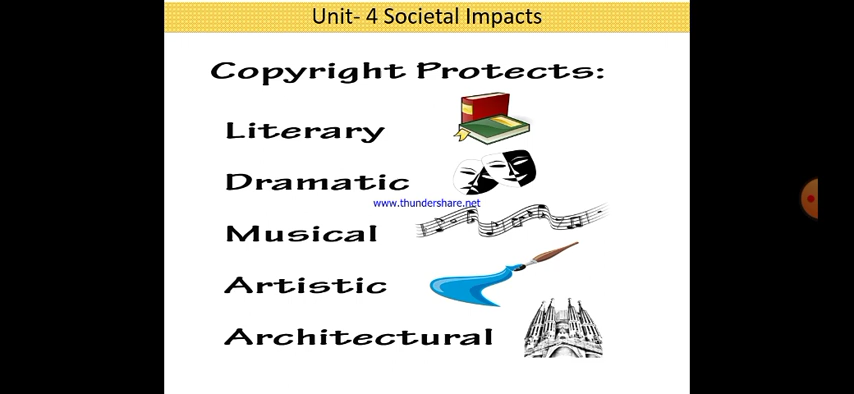 Unit- 4 Societal Impacts
Copyright Protects:
Literary
Dramatic
www.thundershare.net
Musical
Artistic
Architectural